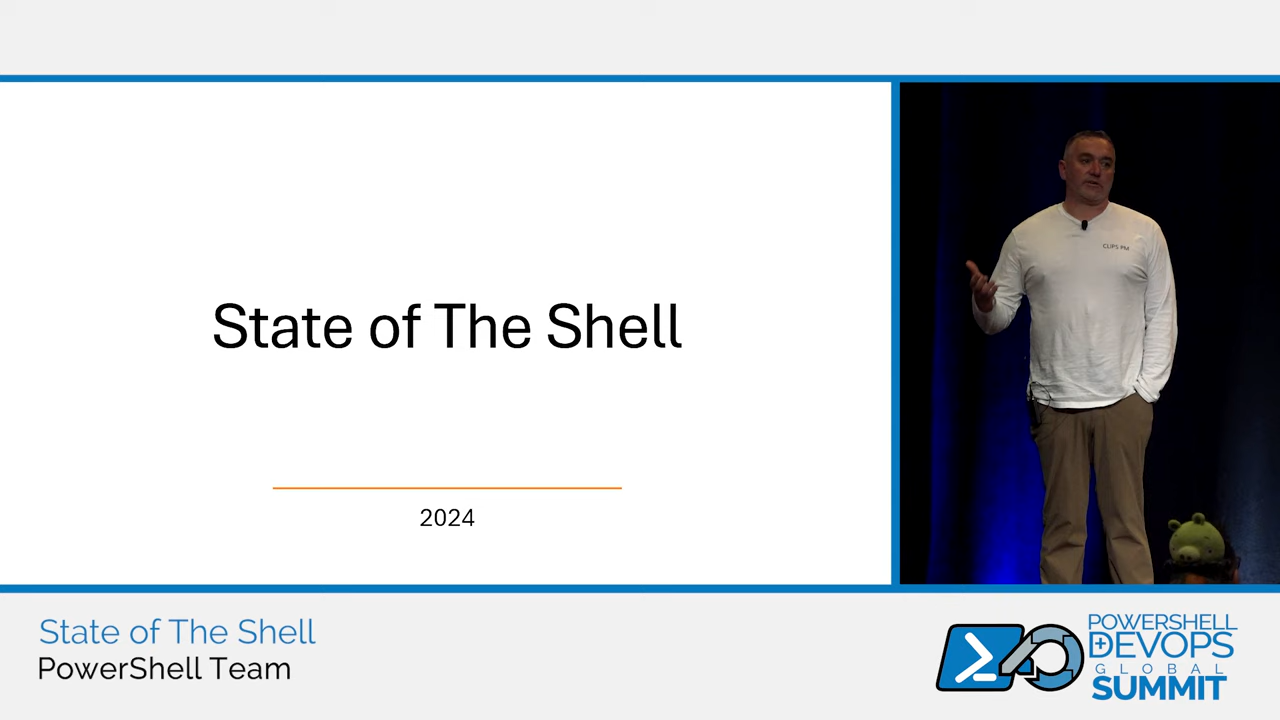 State of The Shell
2024
CLIPS PM
State of The Shell
PowerShell Team
POWERSHELL
+DEVOPS
GLOBAL
SUMMIT